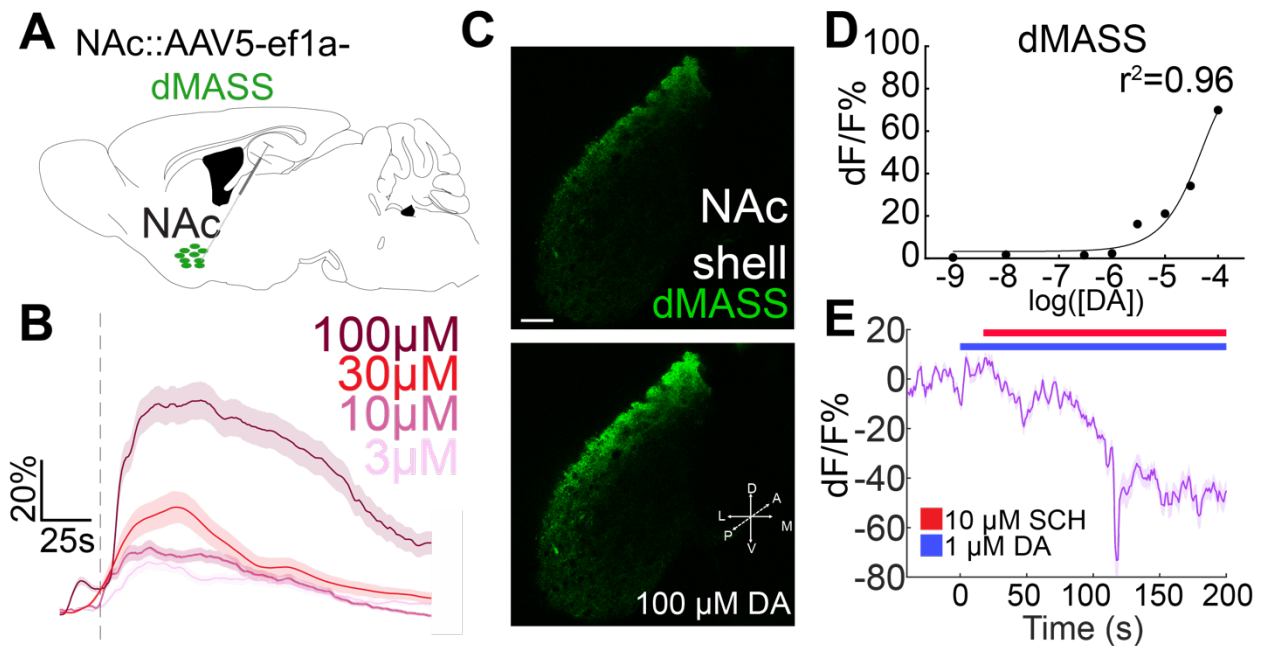 A
NAc::AAV5-ef1a-
dMASS
NAc
B
100µM
30µM
10µM
3µM
20%
25s
C
NAc
shell
dMASS
D
A
L
M
P
V
100 µM DA
D
dMASS
r²=0.96
dF/F%
100
80
60
40
20
0
-9 -8 -7 -6 -5 -4
log([DA])
E
dF/F%
20
0
-20
-40
-60
-80
10 µM SCH
1 µM DA
0 50 100 150 200
Time (s)